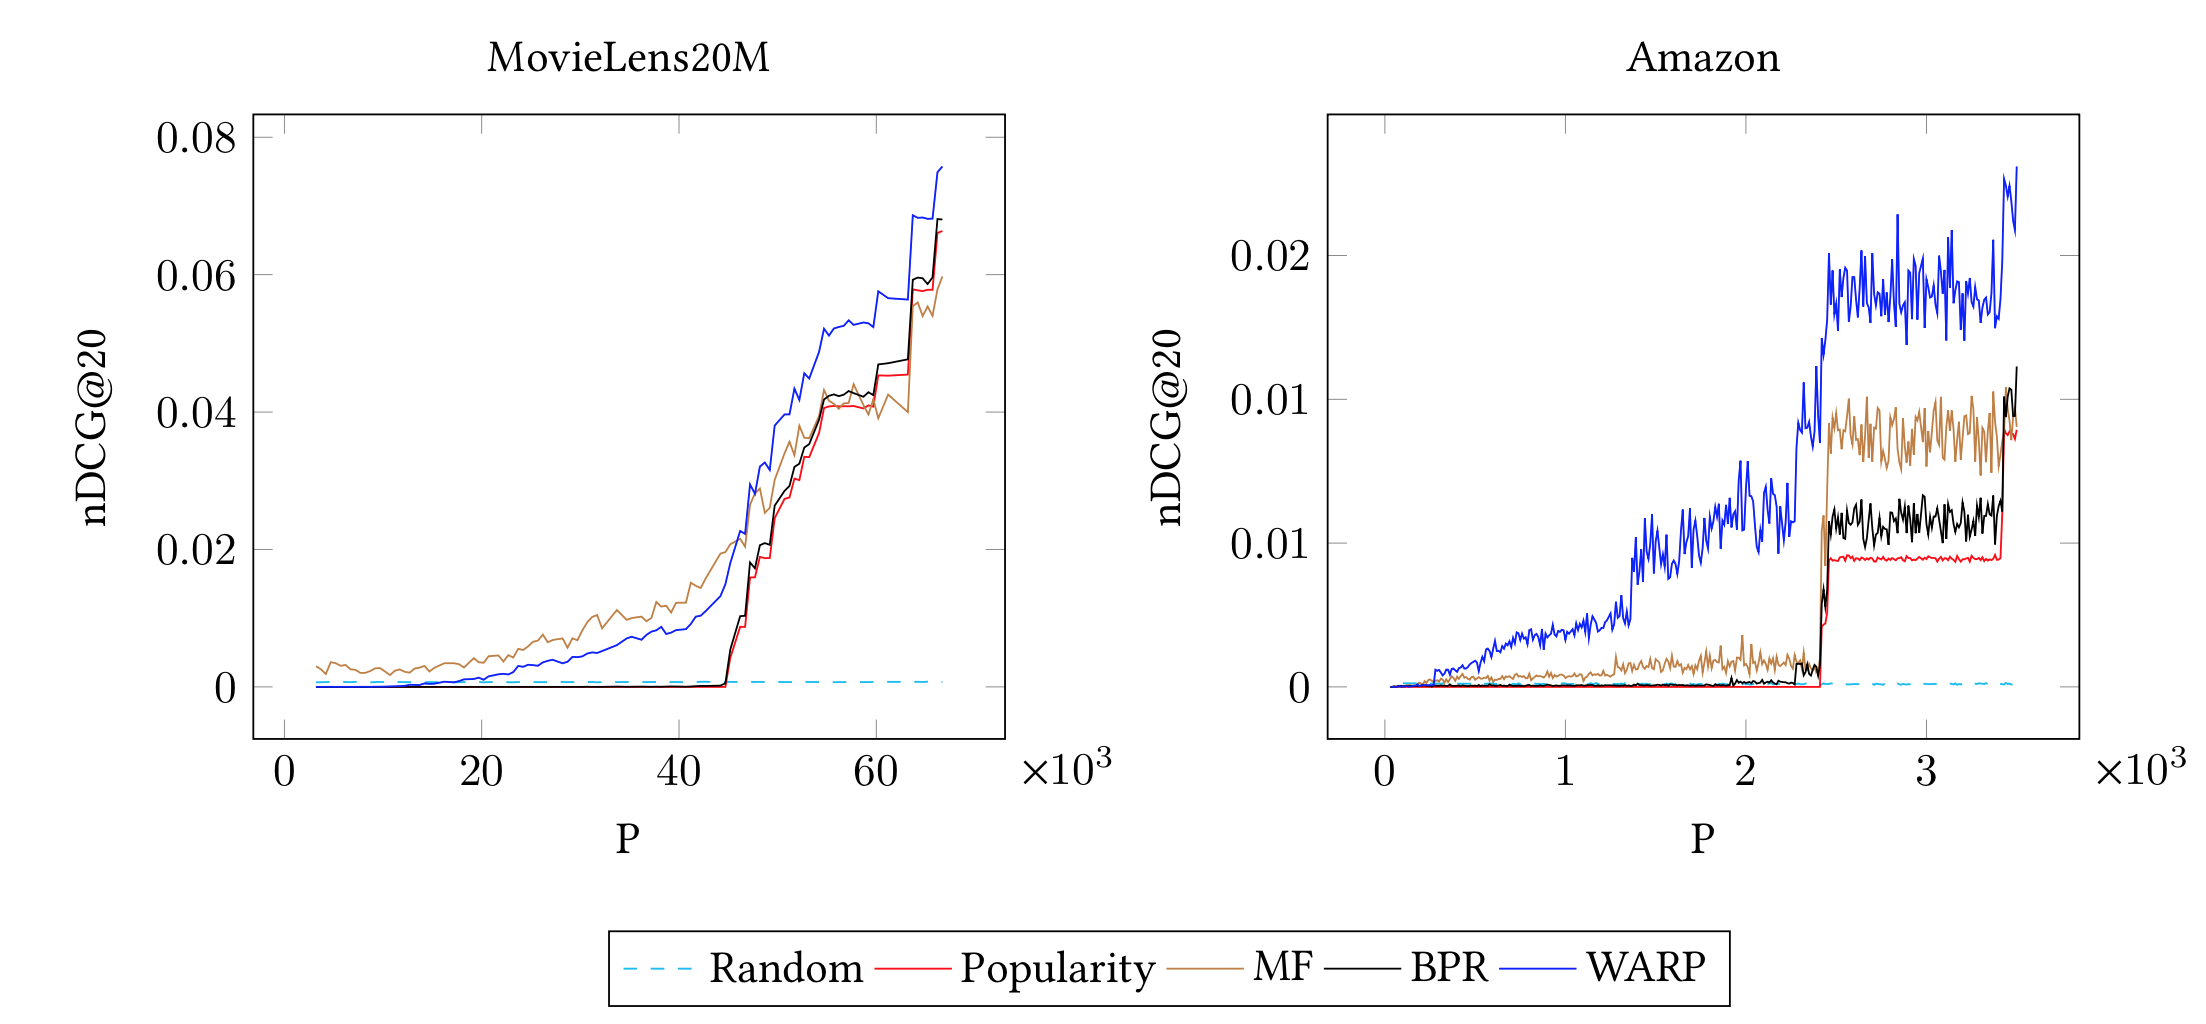 MovieLens20M
0.08
0.06
0.04
0.02
0
nDCG@20
0 20 40 60 ×10³
P
Amazon
0.02
0.01
0.01
0
nDCG@20
0 1 2 3 ×10³
P
Random Popularity MF BPR WARP